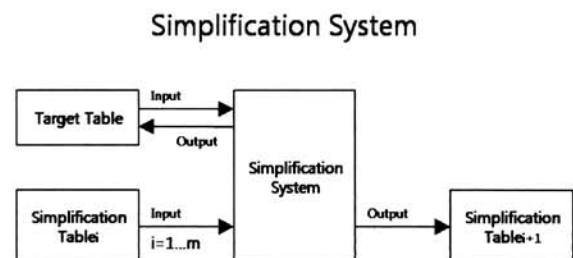 Simplification System
Input
Target Table
Output
Simplification
System
Simplification
Tablei
Input
i=1...m
Output
Simplification
Tablei+1